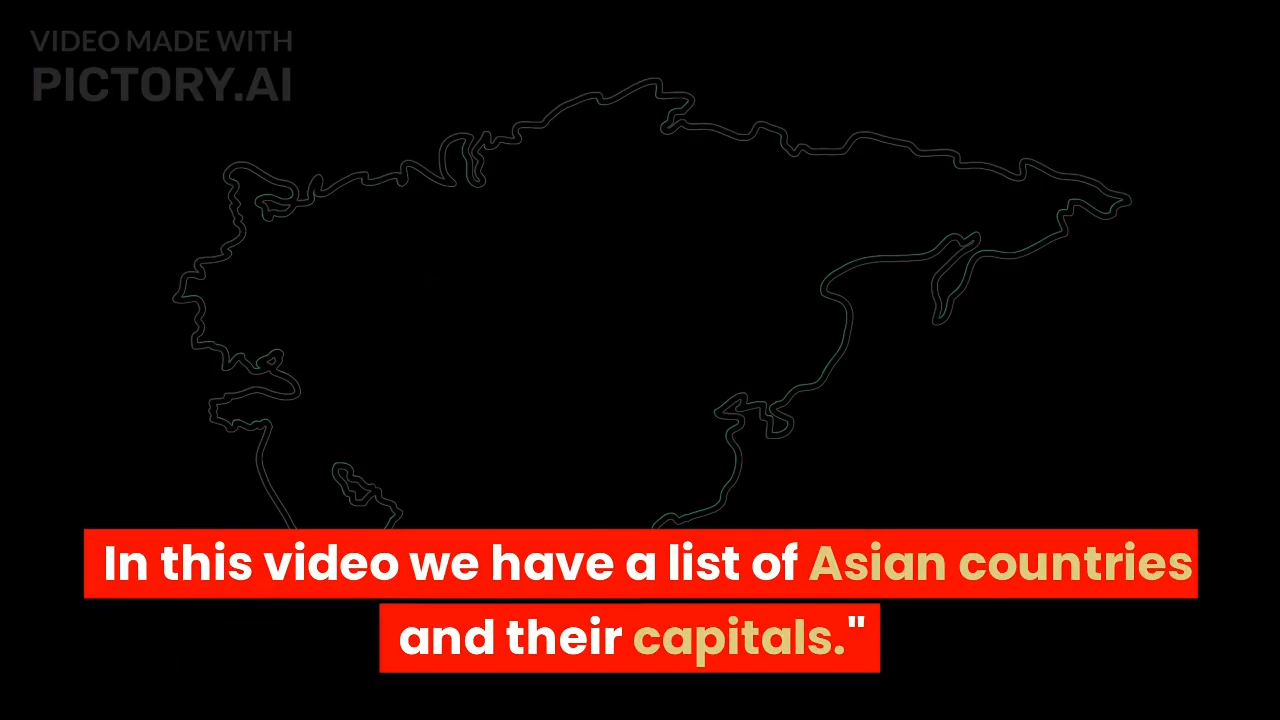 VIDEO MADE WITH
PICTORY.AI
In this video we have a list of Asian countries
and their capitals."